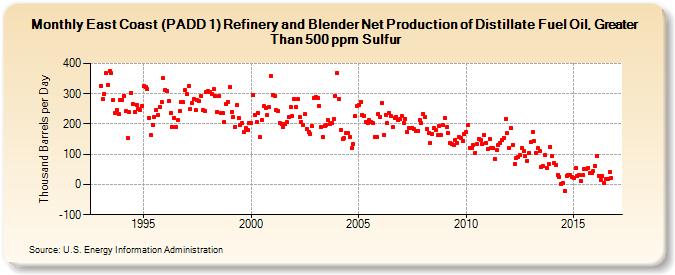 Monthly East Coast (PADD 1) Refinery and Blender Net Production of Distillate Fuel Oil, Greater
Than 500 ppm Sulfur
Thousand Barrels per Day
400
300
200
100
0
-100
1995
2000
2005
2010
2015
Source: U.S. Energy Information Administration